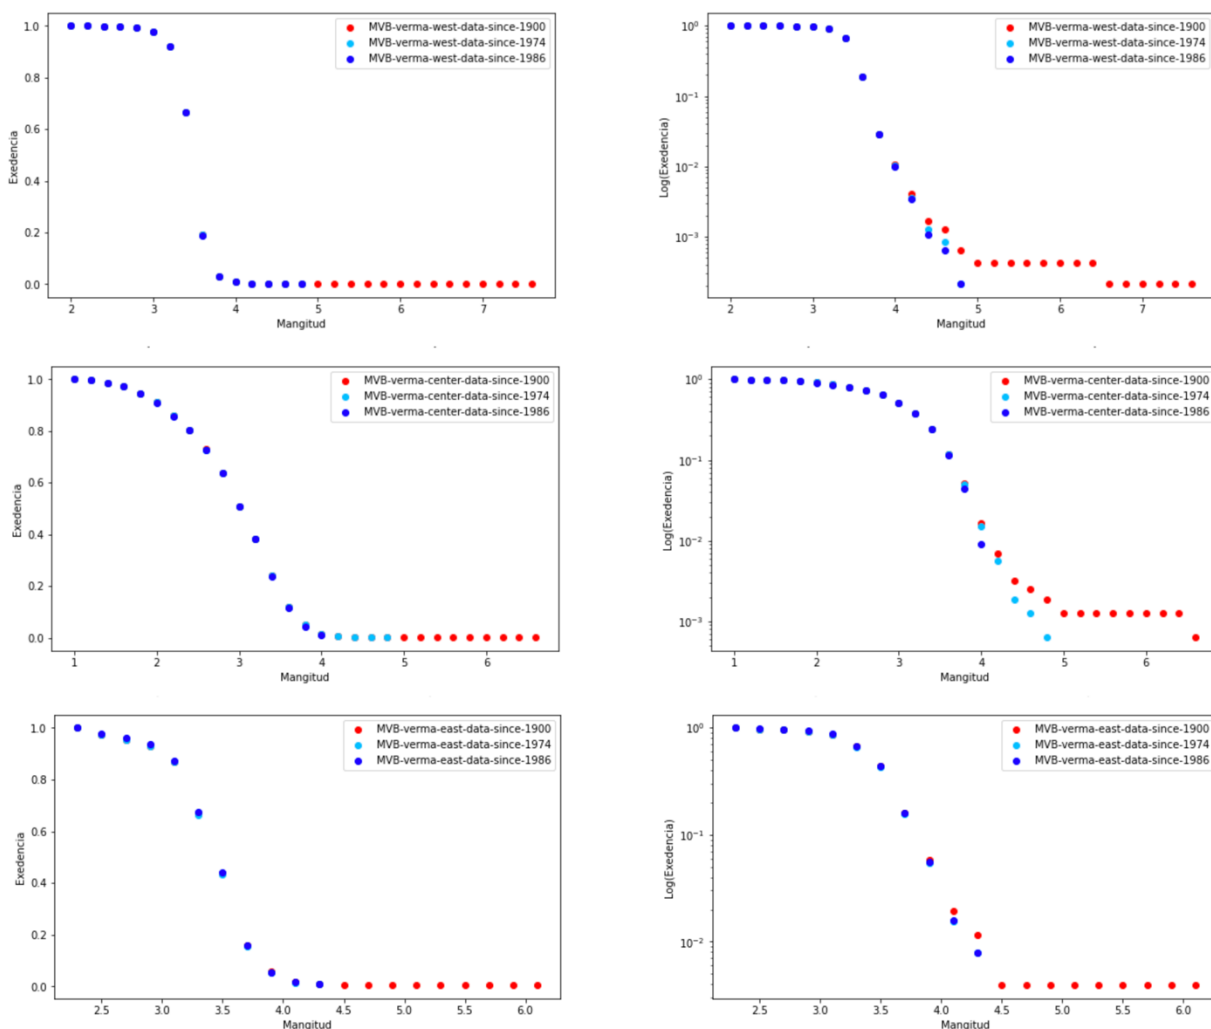 MVB-verma-west-data-since-1900
MVB-verma-west-data-since-1974
MVB-verma-west-data-since-1986
1.0
0.8
0.6
0.4
0.2
0.0
Exedencia
2 3 4 5 6 7
Mangitud
MVB-verma-west-data-since-1900
MVB-verma-west-data-since-1974
MVB-verma-west-data-since-1986
10⁰
10⁻¹
10⁻²
10⁻³
Log(Exedencia)
2 3 4 5 6 7
Mangitud
MVB-verma-center-data-since-1900
MVB-verma-center-data-since-1974
MVB-verma-center-data-since-1986
1.0
0.8
0.6
0.4
0.2
0.0
Exedencia
1 2 3 4 5 6
Mangitud
MVB-verma-center-data-since-1900
MVB-verma-center-data-since-1974
MVB-verma-center-data-since-1986
10⁰
10⁻¹
10⁻²
10⁻³
Log(Exedencia)
1 2 3 4 5 6
Mangitud
MVB-verma-east-data-since-1900
MVB-verma-east-data-since-1974
MVB-verma-east-data-since-1986
1.0
0.8
0.6
0.4
0.2
0.0
Exedencia
2.5 3.0 3.5 4.0 4.5 5.0 5.5 6.0
Mangitud
MVB-verma-east-data-since-1900
MVB-verma-east-data-since-1974
MVB-verma-east-data-since-1986
10⁰
10⁻¹
10⁻²
Log(Exedencia)
2.5 3.0 3.5 4.0 4.5 5.0 5.5 6.0
Mangitud